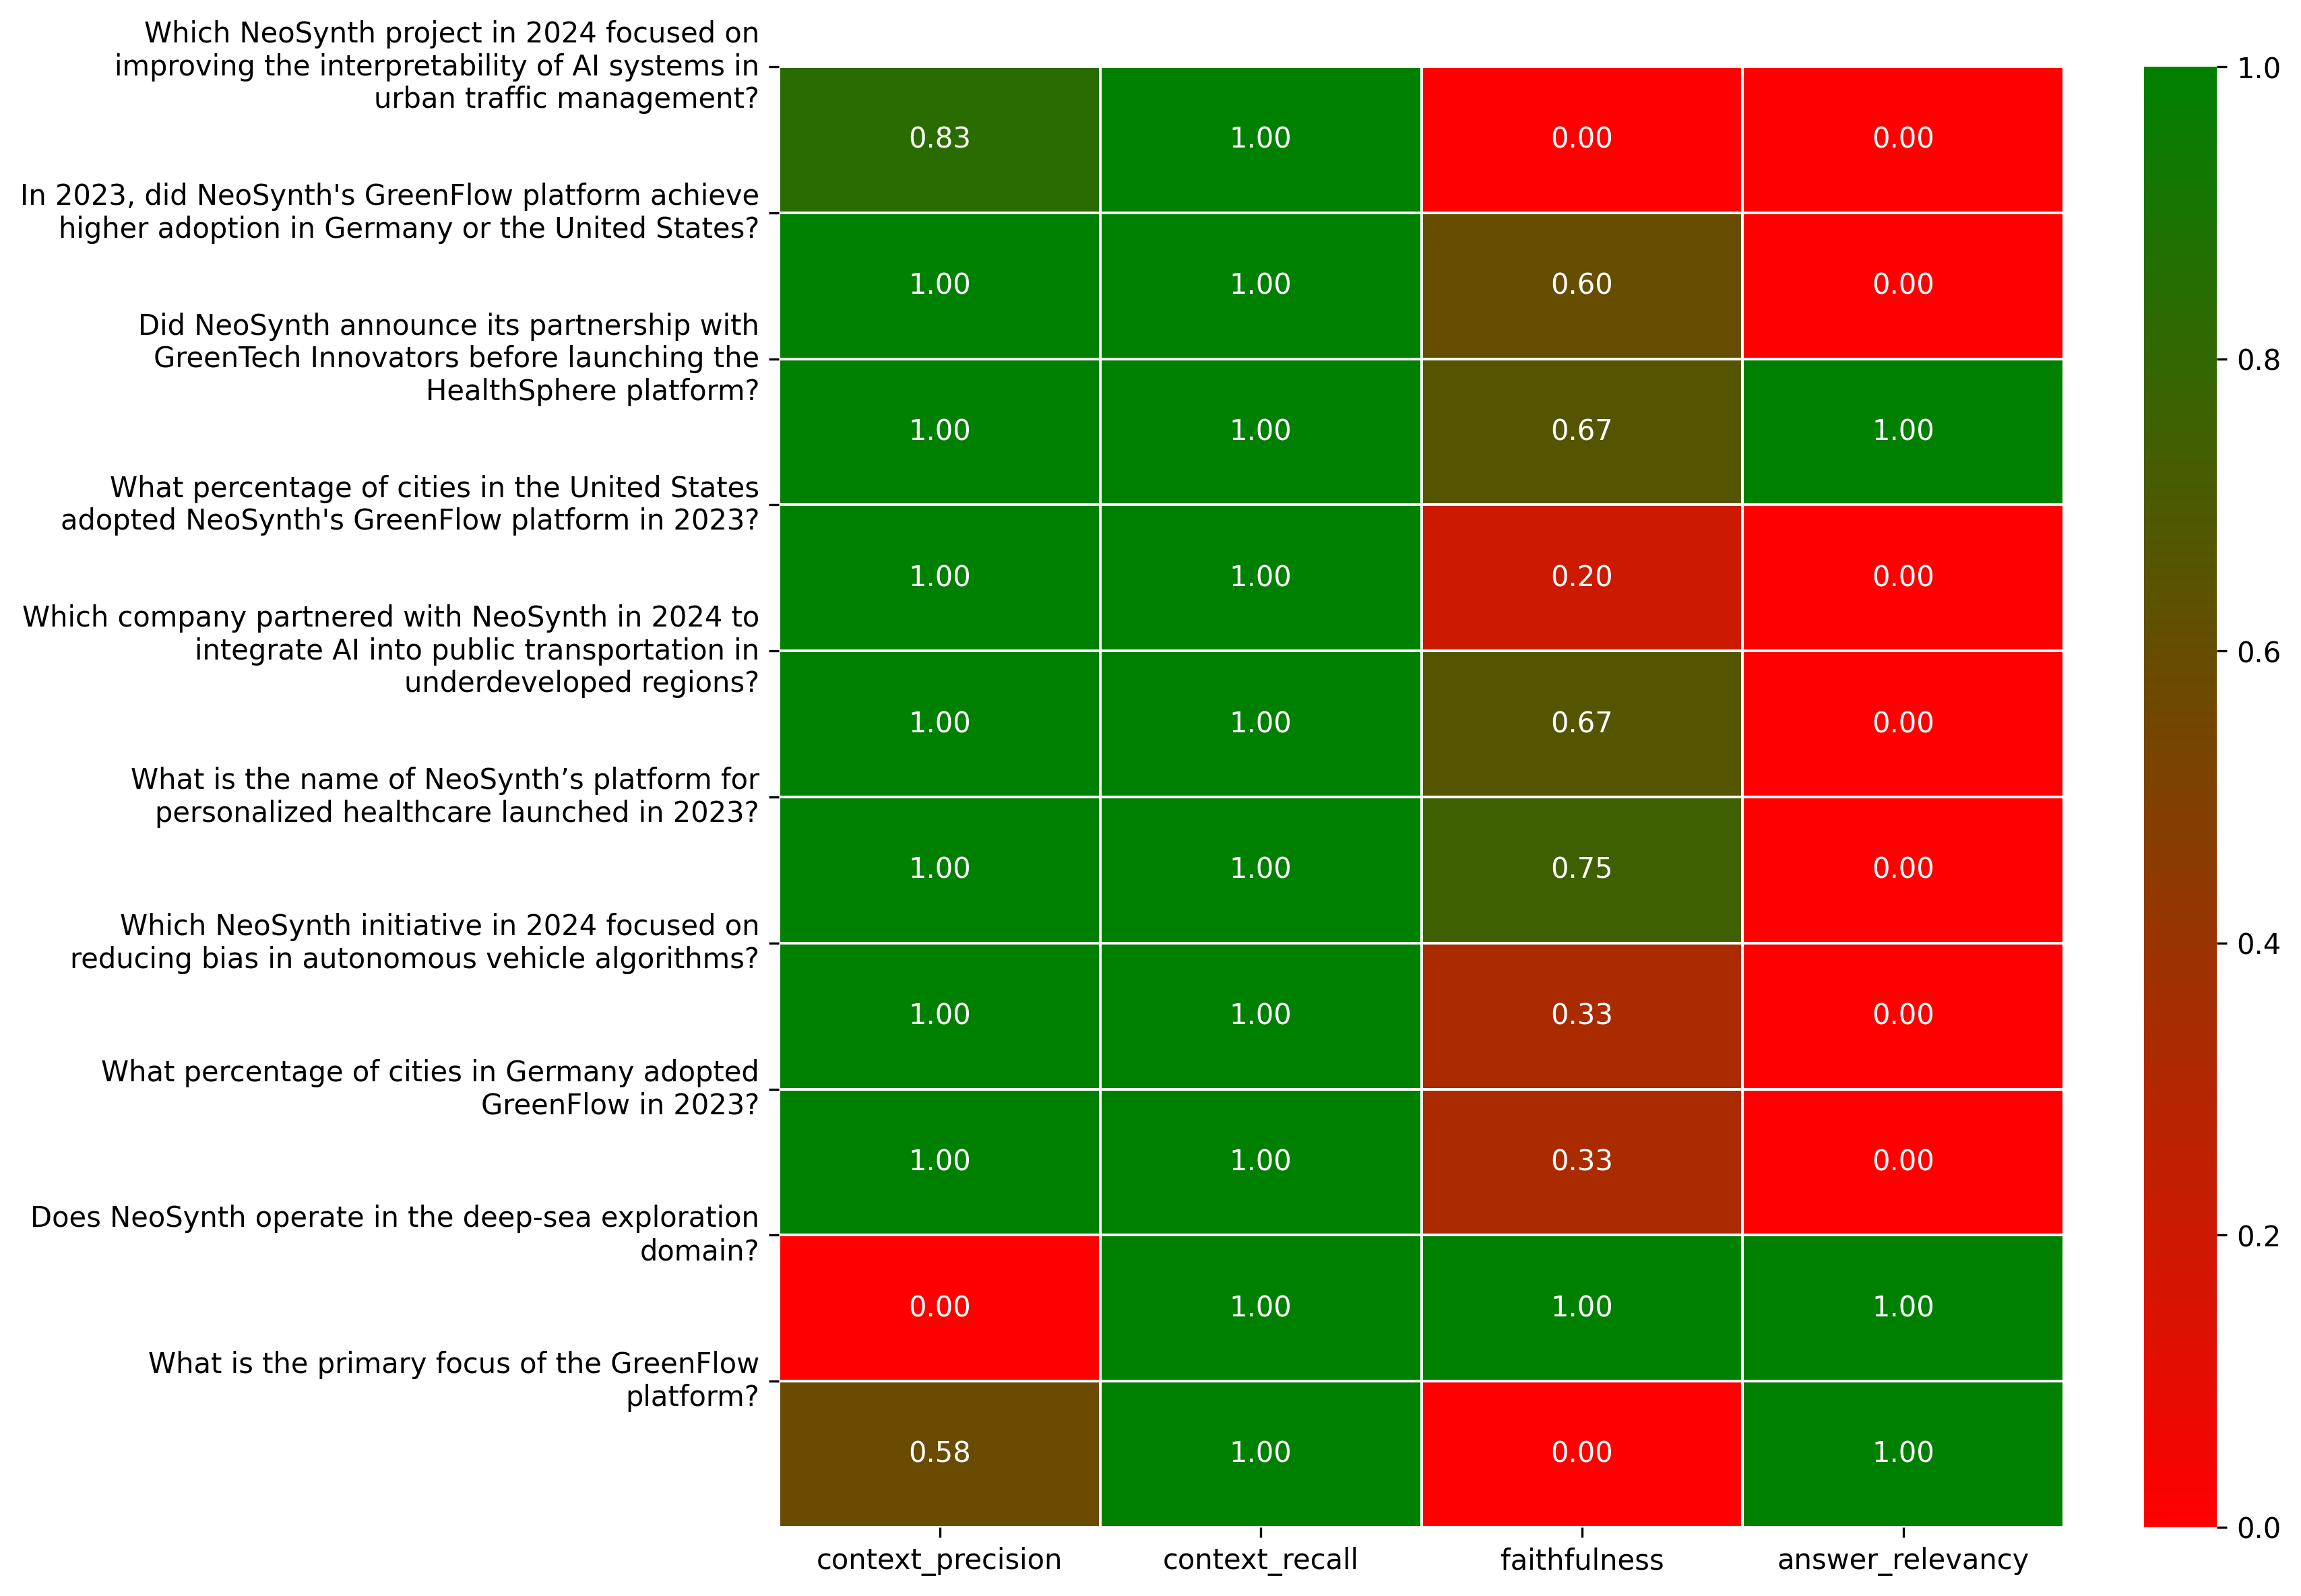 Which NeoSynth project in 2024 focused on
improving the interpretability of AI systems in
urban traffic management?
0.83 1.00 0.00 0.00
In 2023, did NeoSynth's GreenFlow platform achieve
higher adoption in Germany or the United States?
1.00 1.00 0.60 0.00
Did NeoSynth announce its partnership with
GreenTech Innovators before launching the
HealthSphere platform?
1.00 1.00 0.67 1.00
What percentage of cities in the United States
adopted NeoSynth's GreenFlow platform in 2023?
1.00 1.00 0.20 0.00
Which company partnered with NeoSynth in 2024 to
integrate AI into public transportation in
underdeveloped regions?
1.00 1.00 0.67 0.00
What is the name of NeoSynth’s platform for
personalized healthcare launched in 2023?
1.00 1.00 0.75 0.00
Which NeoSynth initiative in 2024 focused on
reducing bias in autonomous vehicle algorithms?
1.00 1.00 0.33 0.00
What percentage of cities in Germany adopted
GreenFlow in 2023?
1.00 1.00 0.33 0.00
Does NeoSynth operate in the deep-sea exploration
domain?
0.00 1.00 1.00 1.00
What is the primary focus of the GreenFlow
platform?
0.58 1.00 0.00 1.00
context_precision context_recall faithfulness answer_relevancy
1.0
0.8
0.6
0.4
0.2
0.0